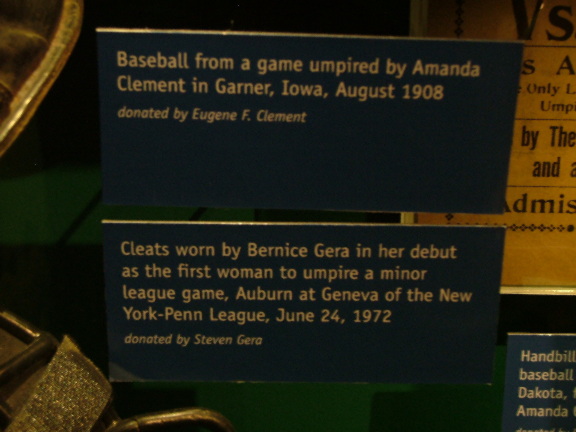 Baseball from a game umpired by Amanda
Clement in Garner, Iowa, August 1908
donated by Eugene F. Clement
Cleats worn by Bernice Gera in her debut
as the first woman to umpire a minor
league game, Auburn at Geneva of the New
York-Penn League, June 24, 1972
donated by Steven Gera
Vs
s A
Only L
Ump
by The
and a
Admis
Handbill
baseball
Dakota, f
Amanda